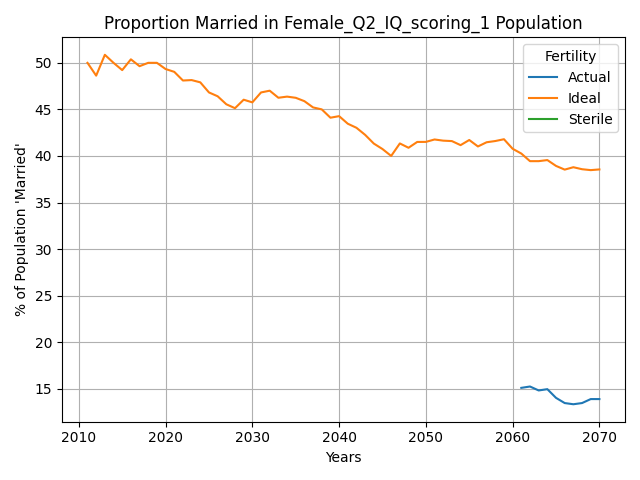 Proportion Married in Female_Q2_IQ_scoring_1 Population
% of Population 'Married'
50
45
40
35
30
25
20
15
Fertility
Actual
Ideal
Sterile
2010 2020 2030 2040 2050 2060 2070
Years